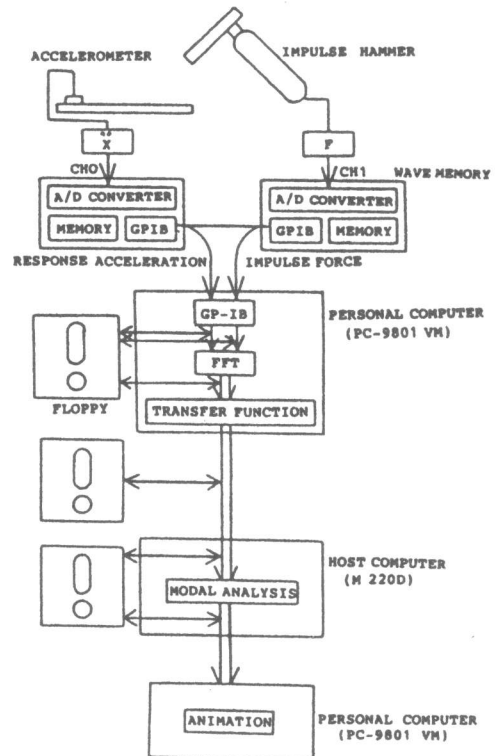 ACCELEROMETER
IMPULSE HAMMER
Ẍ
F
CH0
CH1
WAVE MEMORY
A/D CONVERTER
A/D CONVERTER
MEMORY
GPIB
GPIB
MEMORY
RESPONSE ACCELERATION
IMPULSE FORCE
GP-IB
PERSONAL COMPUTER
(PC-9801 VM)
FFT
FLOPPY
TRANSFER FUNCTION
HOST COMPUTER
(M 220D)
MODAL ANALYSIS
ANIMATION
PERSONAL COMPUTER
(PC-9801 VM)